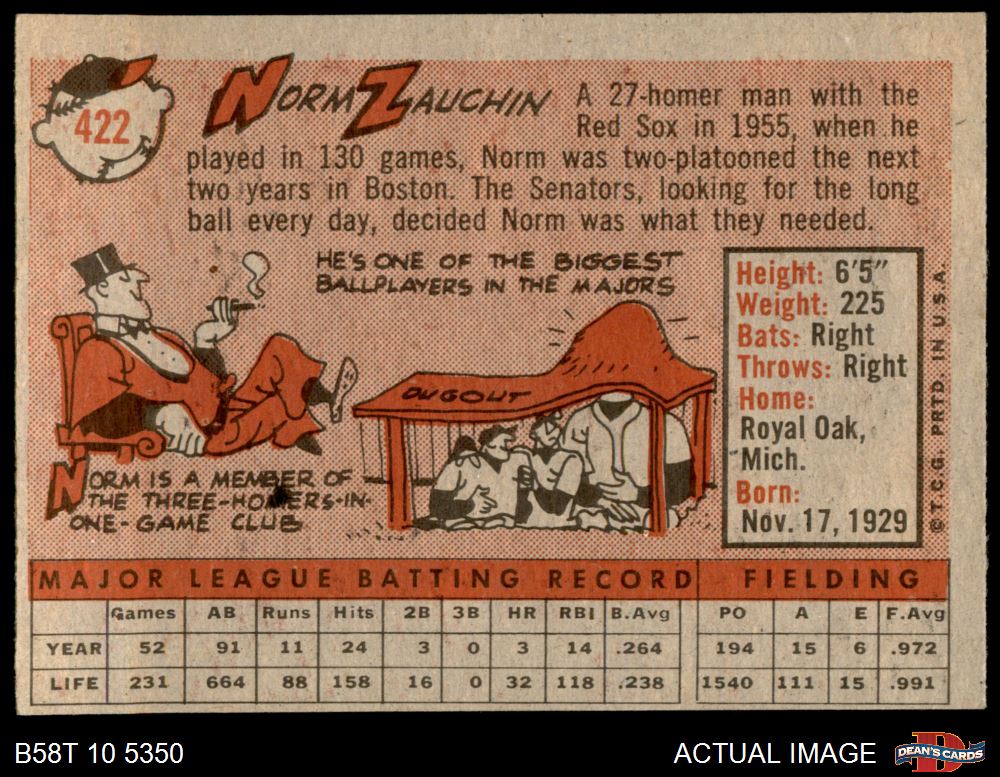 422
NORM ZAUCHIN
A 27-homer man with the
Red Sox in 1955, when he
played in 130 games, Norm was two-platooned the next
two years in Boston. The Senators, looking for the long
ball every day, decided Norm was what they needed.
HE'S ONE OF THE BIGGEST
BALLPLAYERS IN THE MAJORS
DUGOUT
NORM IS A MEMBER OF
THE THREE-HOMERS-IN-
ONE-GAME CLUB
Height: 6'5"
Weight: 225
Bats: Right
Throws: Right
Home:
Royal Oak,
Mich.
Born:
Nov. 17, 1929
© T.C.G. PRTD. IN U.S.A.
MAJOR LEAGUE BATTING RECORD FIELDING
Games AB Runs Hits 2B 3B HR RBI B.Avg PO A E F.Avg
YEAR 52 91 11 24 3 0 3 14 .264 194 15 6 .972
LIFE 231 664 88 158 16 0 32 118 .238 1540 111 15 .991
B58T 10 5350
ACTUAL IMAGE
DEAN'S CARDS